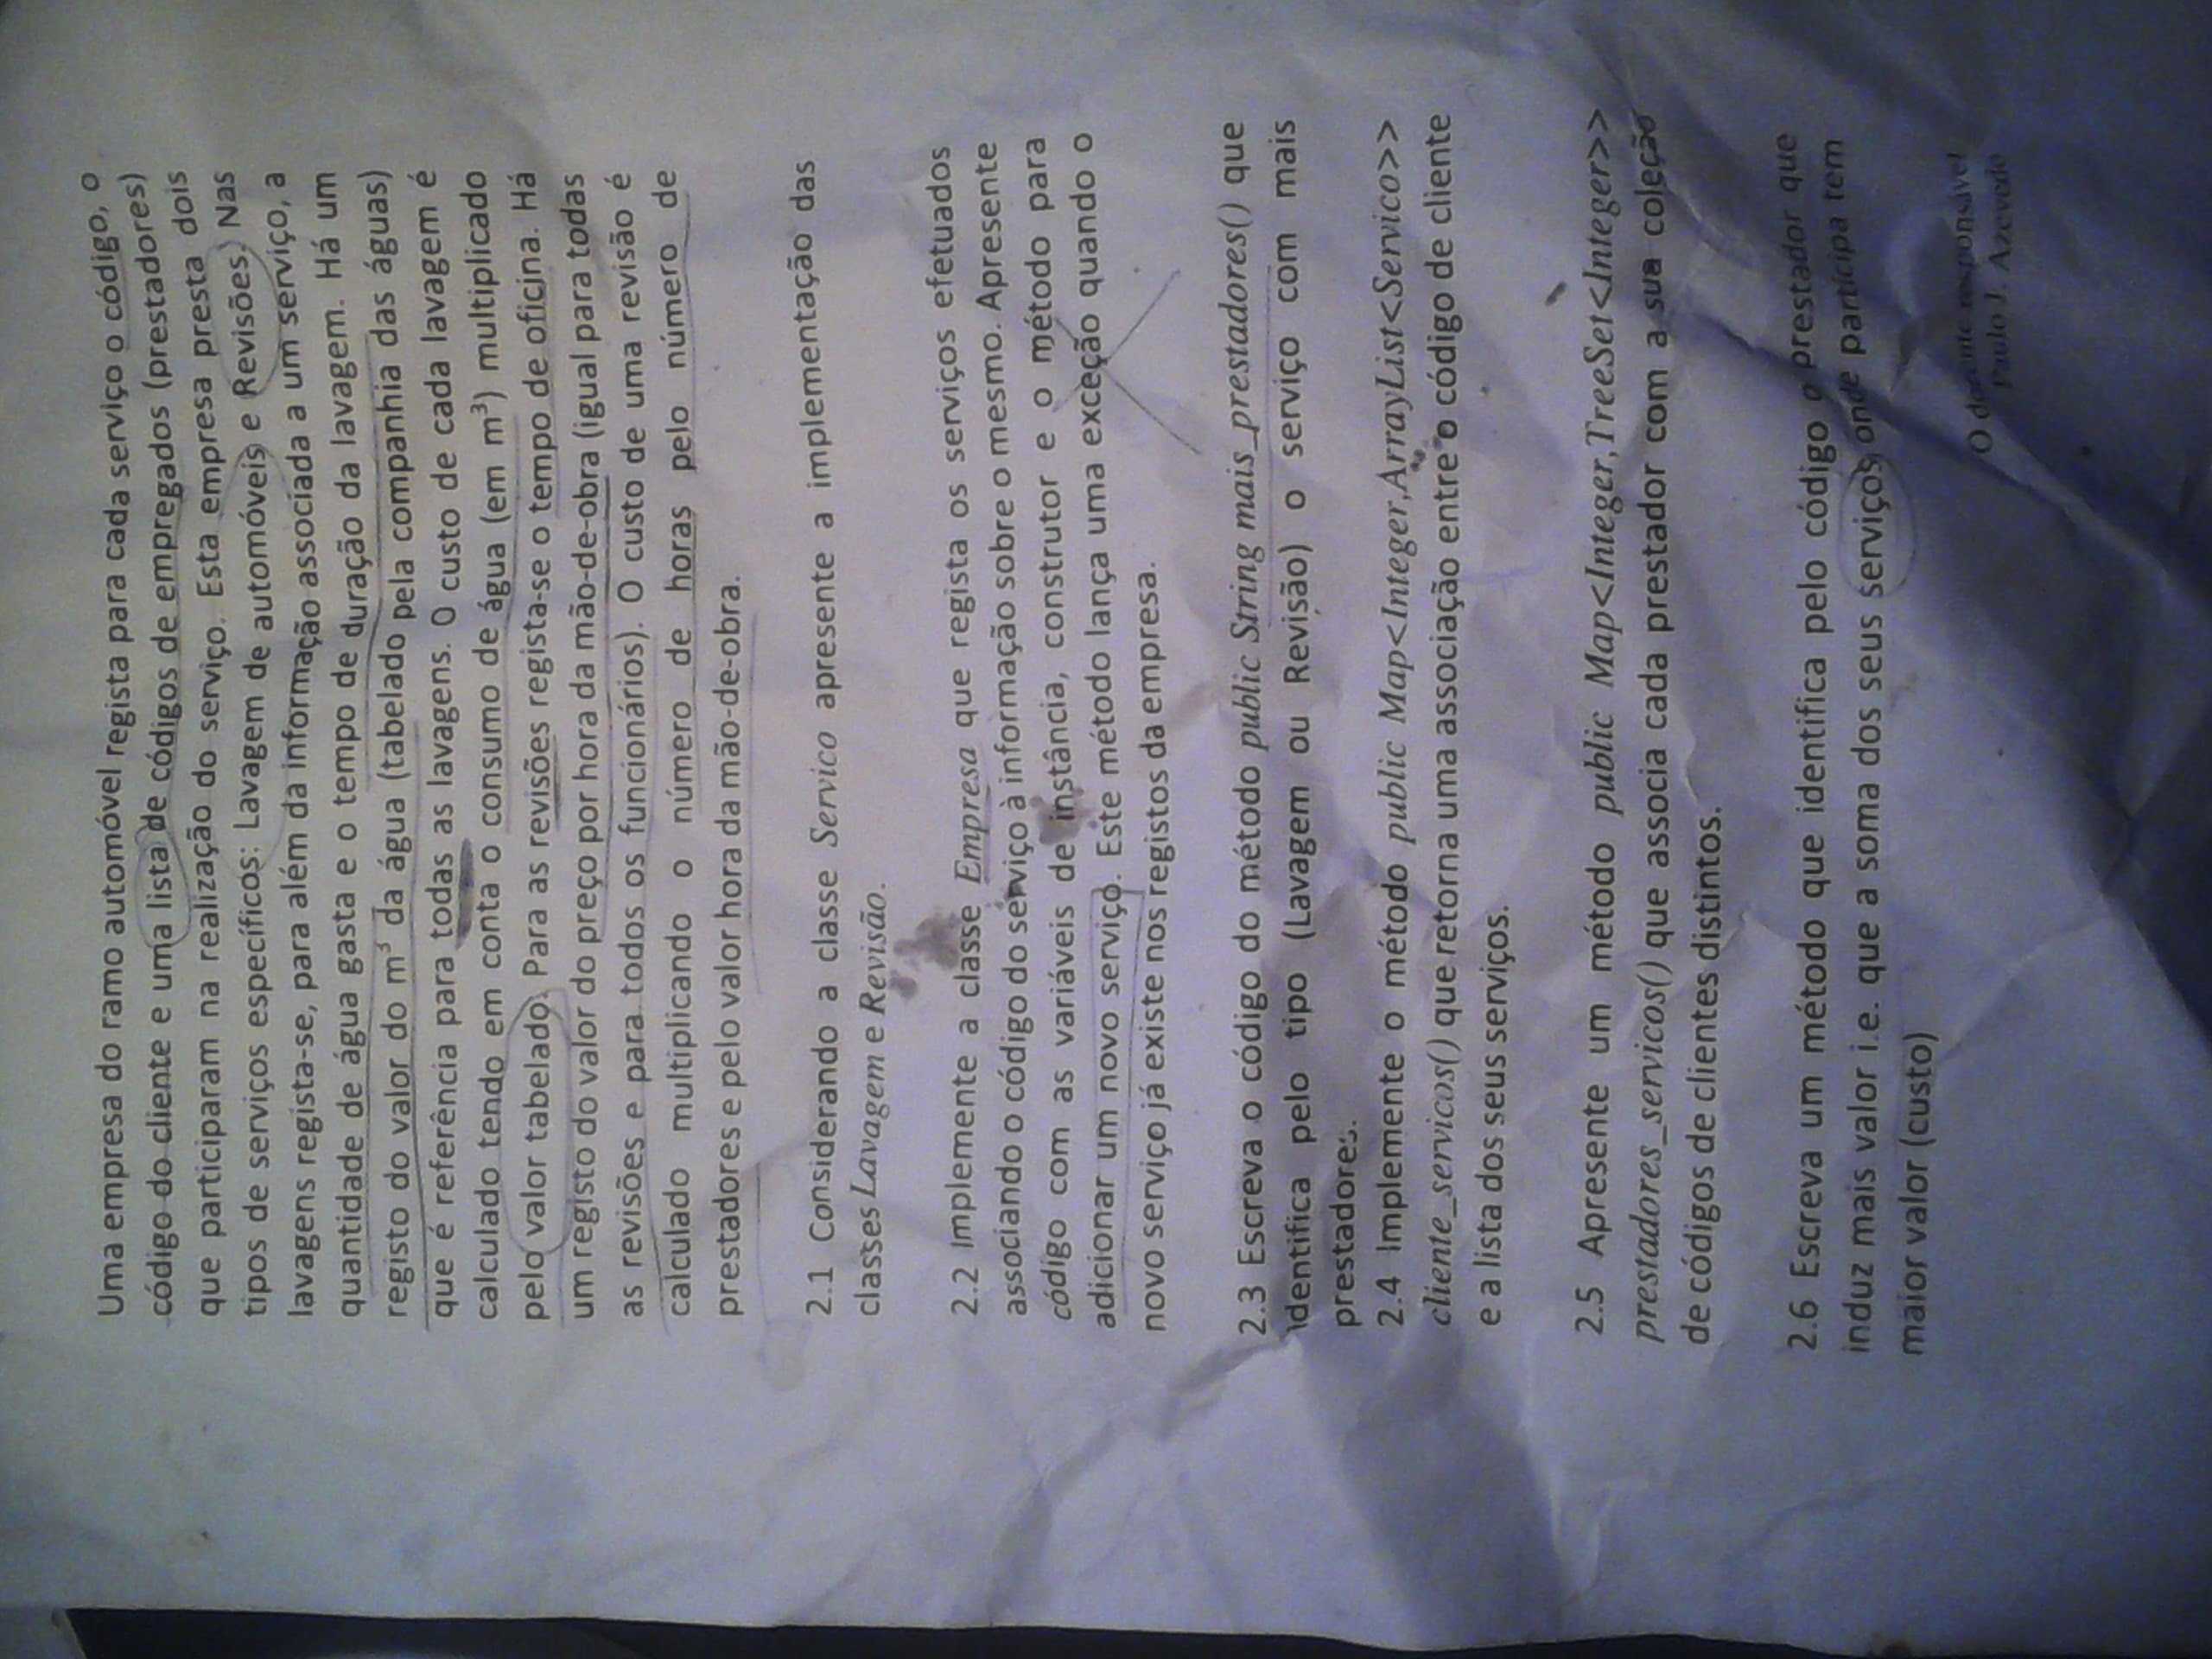 Uma empresa do ramo automóvel regista para cada serviço o código, o
código do cliente e uma lista de códigos de empregados (prestadores)
que participaram na realização do serviço. Esta empresa presta dois
tipos de serviços específicos: Lavagem de automóveis e Revisões. Nas
lavagens regista-se, para além da informação associada a um serviço, a
quantidade de água gasta e o tempo de duração da lavagem. Há um
registo do valor do m³ da água (tabelado pela companhia das águas)
que é referência para todas as lavagens. O custo de cada lavagem é
calculado tendo em conta o consumo de água (em m³) multiplicado
pelo valor tabelado. Para as revisões regista-se o tempo de oficina. Há
um registo do valor do preço por hora da mão-de-obra (igual para todas
as revisões e para todos os funcionários). O custo de uma revisão é
calculado multiplicando o número de horas pelo número de
prestadores e pelo valor hora da mão-de-obra.
2.1 Considerando a classe Servico apresente a implementação das
classes Lavagem e Revisão.
2.2 Implemente a classe Empresa que regista os serviços efetuados
associando o código do serviço à informação sobre o mesmo. Apresente
código com as variáveis de instância, construtor e o método para
adicionar um novo serviço. Este método lança uma exceção quando o
novo serviço já existe nos registos da empresa.
2.3 Escreva o código do método public String mais_prestadores() que
identifica pelo tipo (Lavagem ou Revisão) o serviço com mais
prestadores.
2.4 Implemente o método public Map<Integer,ArrayList<Servico>>
cliente_servicos() que retorna uma associação entre o código de cliente
e a lista dos seus serviços.
2.5 Apresente um método public Map<Integer,TreeSet<Integer>>
prestadores_servicos() que associa cada prestador com a sua coleção
de códigos de clientes distintos.
2.6 Escreva um método que identifica pelo código o prestador que
induz mais valor i.e. que a soma dos seus serviços onde participa tem
maior valor (custo)
O docente responsável
Paulo J. Azevedo